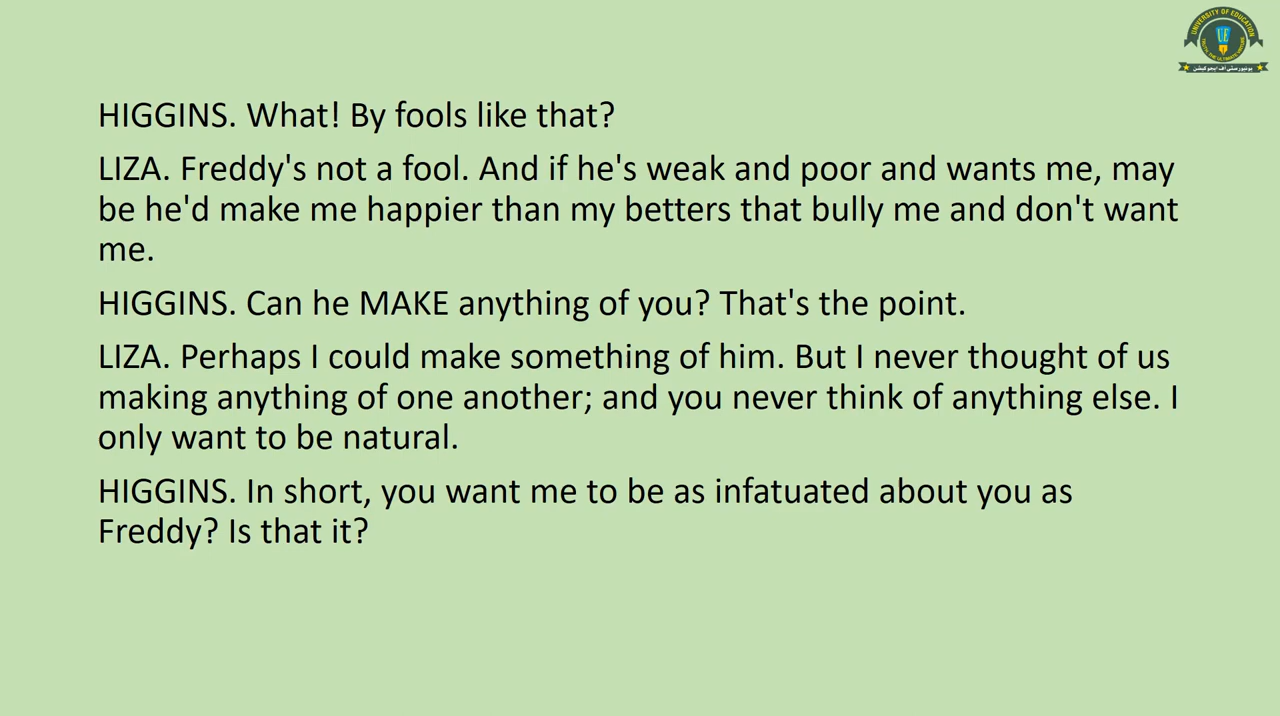 UNIVERSITY OF EDUCATION
UE
یونیورسٹی آف ایجوکیشن
HIGGINS. What! By fools like that?
LIZA. Freddy's not a fool. And if he's weak and poor and wants me, may
be he'd make me happier than my betters that bully me and don't want
me.
HIGGINS. Can he MAKE anything of you? That's the point.
LIZA. Perhaps I could make something of him. But I never thought of us
making anything of one another; and you never think of anything else. I
only want to be natural.
HIGGINS. In short, you want me to be as infatuated about you as
Freddy? Is that it?